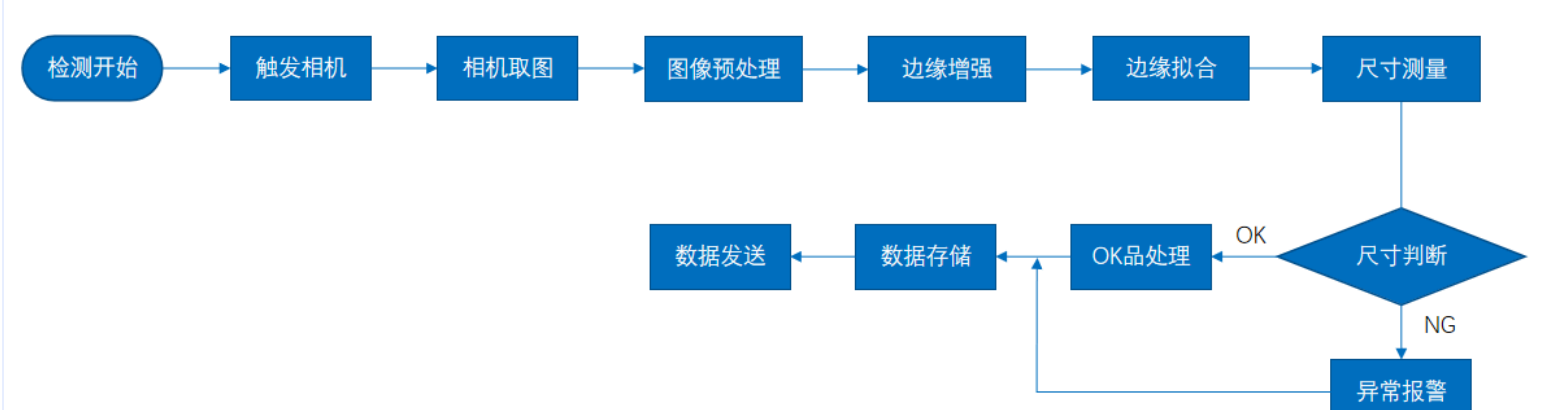 检测开始
触发相机
相机取图
图像预处理
边缘增强
边缘拟合
尺寸测量
尺寸判断
OK
OK品处理
数据存储
数据发送
NG
异常报警